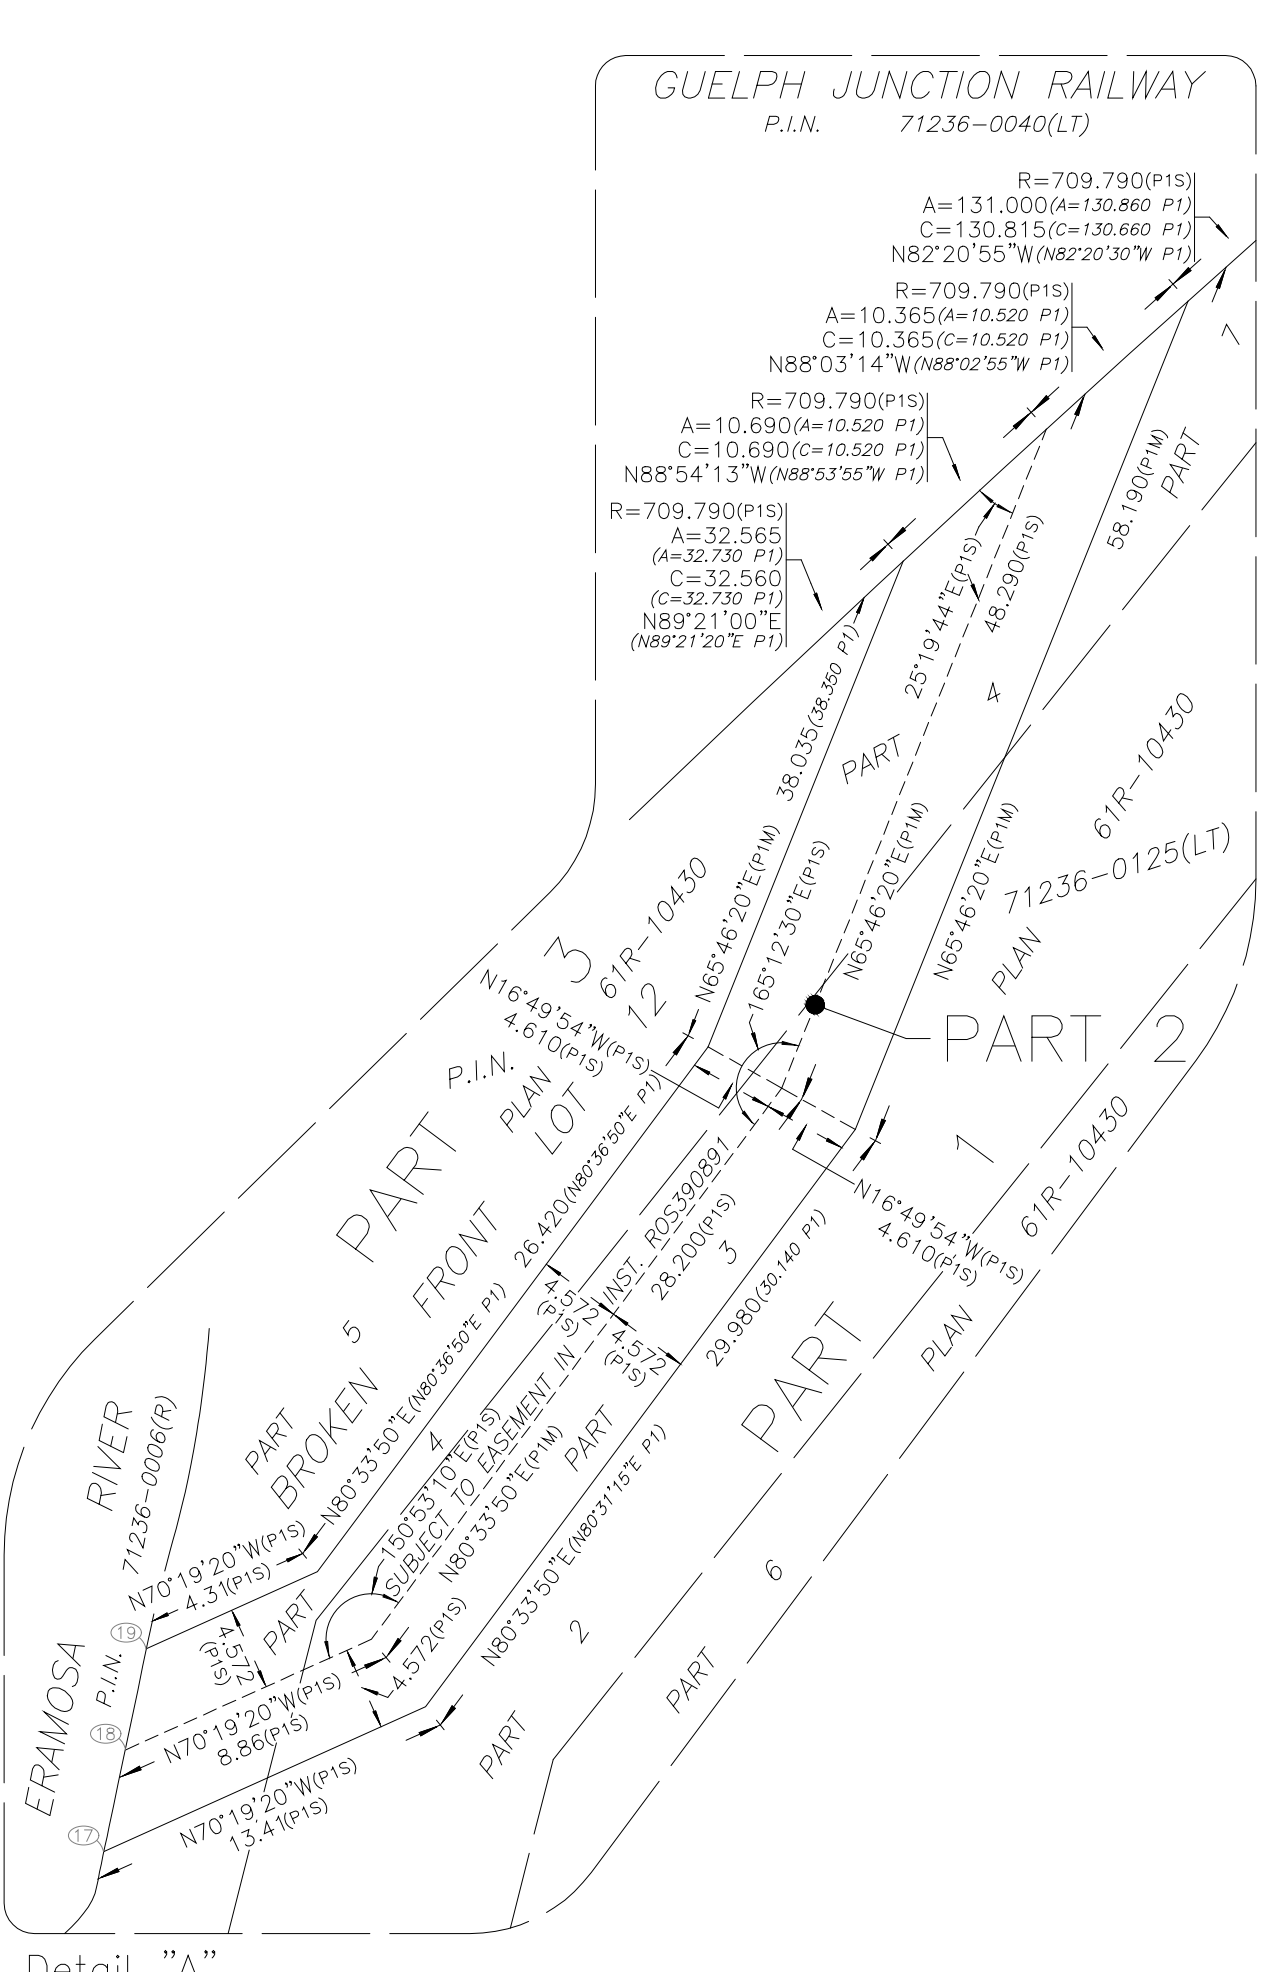 GUELPH JUNCTION RAILWAY
P.I.N. 71236-0040(LT)
R=709.790(P1S)
A=131.000(A=130.860 P1)
C=130.815(C=130.660 P1)
N82°20'55"W(N82°20'30"W P1)
R=709.790(P1S)
A=10.365(A=10.520 P1)
C=10.365(C=10.520 P1)
N88°03'14"W(N88°02'55"W P1)
R=709.790(P1S)
A=10.690(A=10.520 P1)
C=10.690(C=10.520 P1)
N88°54'13"W(N88°53'55"W P1)
R=709.790(P1S)
A=32.565
(A=32.730 P1)
C=32.560
(C=32.730 P1)
N89°21'00"E
(N89°21'20"E P1)
PART 7
58.190(P1M)
25°19'44"E(P1S)
48.290(P1S)
38.035(38.350 P1)
PART 4
61R-10430
71236-0125(LT)
PLAN
N65°46'20"E(P1M)
165°12'30"E(P1S)
N65°46'20"E(P1M)
N65°46'20"E(P1M)
PART 2
3
61R-10430
12
N16°49'54"W(P1S)
4.610(P1S)
P.I.N.
PLAN
LOT
PART
FRONT
BROKEN
PART 5
26.420(N80°36'50"E P1)
N80°33'50"E(N80°36'50"E P1)
INST. ROS390891
SUBJECT TO EASEMENT IN
28.200(P1S)
4.572
(P1S)
4.572
(P1S)
N16°49'54"W(P1S)
4.610(P1S)
1
61R-10430
PLAN
PART
29.980(30.140 P1)
PART 3
N80°33'50"E(N80°31'15"E P1)
N80°33'50"E(P1M)
150°53'10"E(P1S)
PART 4
4.572(P1S)
RIVER
71236-0006(R)
N70°19'20"W(P1S)
4.31(P1S)
4.572
(P1S)
19
ERAMOSA
P.I.N.
18
N70°19'20"W(P1S)
8.86(P1S)
17
N70°19'20"W(P1S)
13.41(P1S)
PART 2
PART 6
Detail "A"